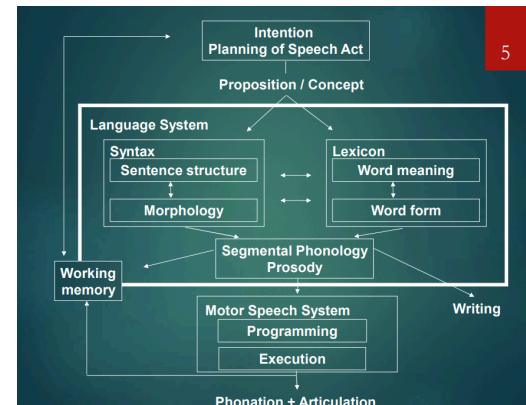 5
Intention
Planning of Speech Act
Proposition / Concept
Language System
Syntax
Sentence structure
Morphology
Lexicon
Word meaning
Word form
Segmental Phonology
Prosody
Working
memory
Writing
Motor Speech System
Programming
Execution
Phonation + Articulation